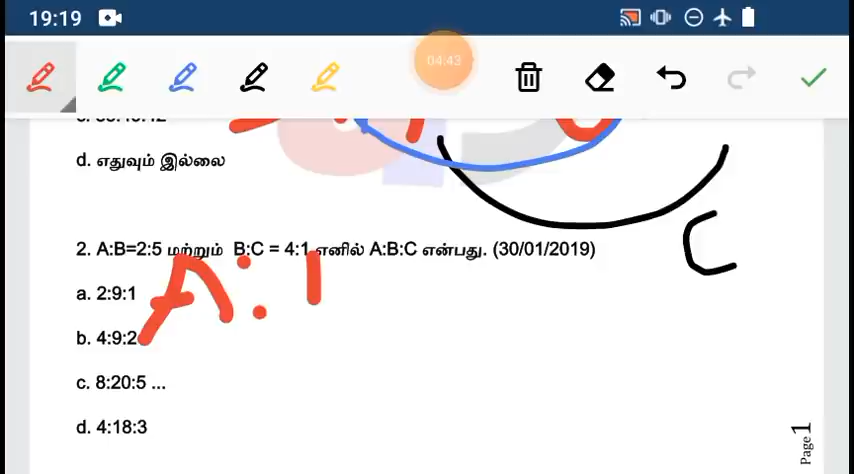 19:19
04:43
d. எதுவும் இல்லை
2. A:B=2:5 மற்றும் B:C = 4:1 எனில் A:B:C என்பது. (30/01/2019)
C
A: 1
a. 2:9:1
b. 4:9:2
c. 8:20:5 ...
d. 4:18:3
Page 1